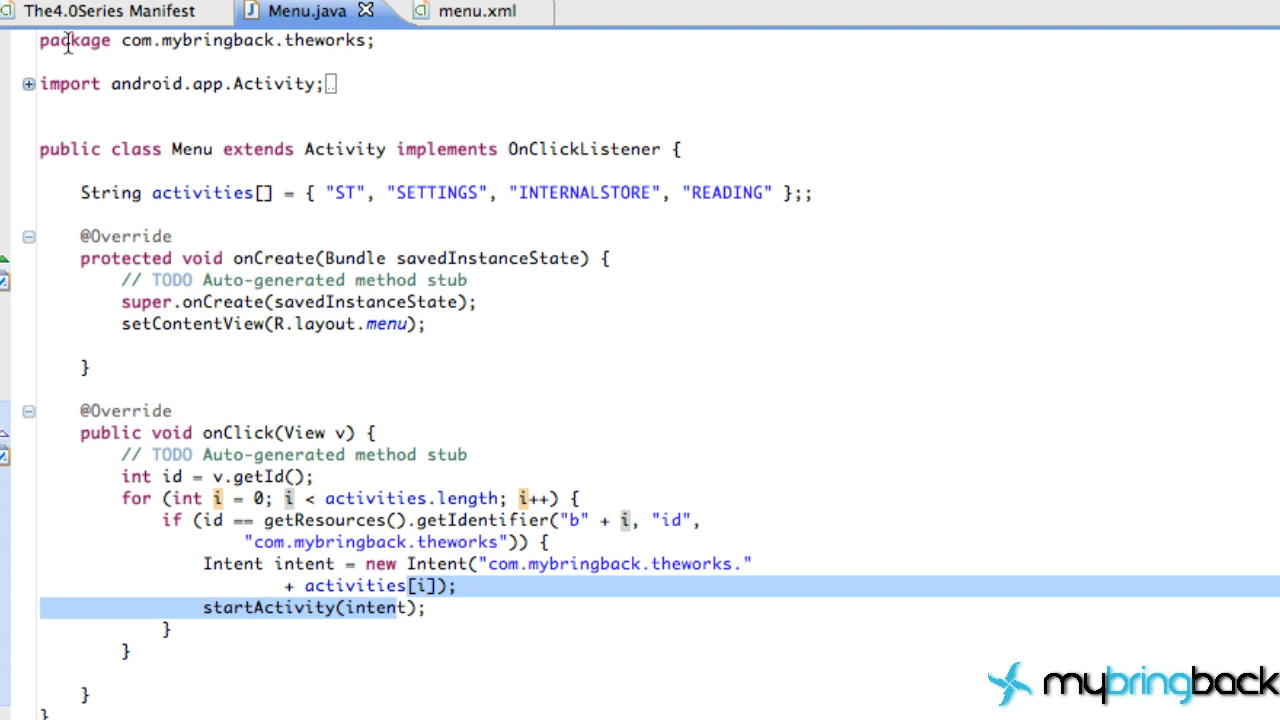 The4.0Series Manifest Menu.java menu.xml
package com.mybringback.theworks;
import android.app.Activity;
public class Menu extends Activity implements OnClickListener {
String activities[] = { "ST", "SETTINGS", "INTERNALSTORE", "READING" };;
@Override
protected void onCreate(Bundle savedInstanceState) {
// TODO Auto-generated method stub
super.onCreate(savedInstanceState);
setContentView(R.layout.menu);
}
@Override
public void onClick(View v) {
// TODO Auto-generated method stub
int id = v.getId();
for (int i = 0; i < activities.length; i++) {
if (id == getResources().getIdentifier("b" + i, "id",
"com.mybringback.theworks")) {
Intent intent = new Intent("com.mybringback.theworks."
+ activities[i]);
startActivity(intent);
}
}
}
}
mybringback